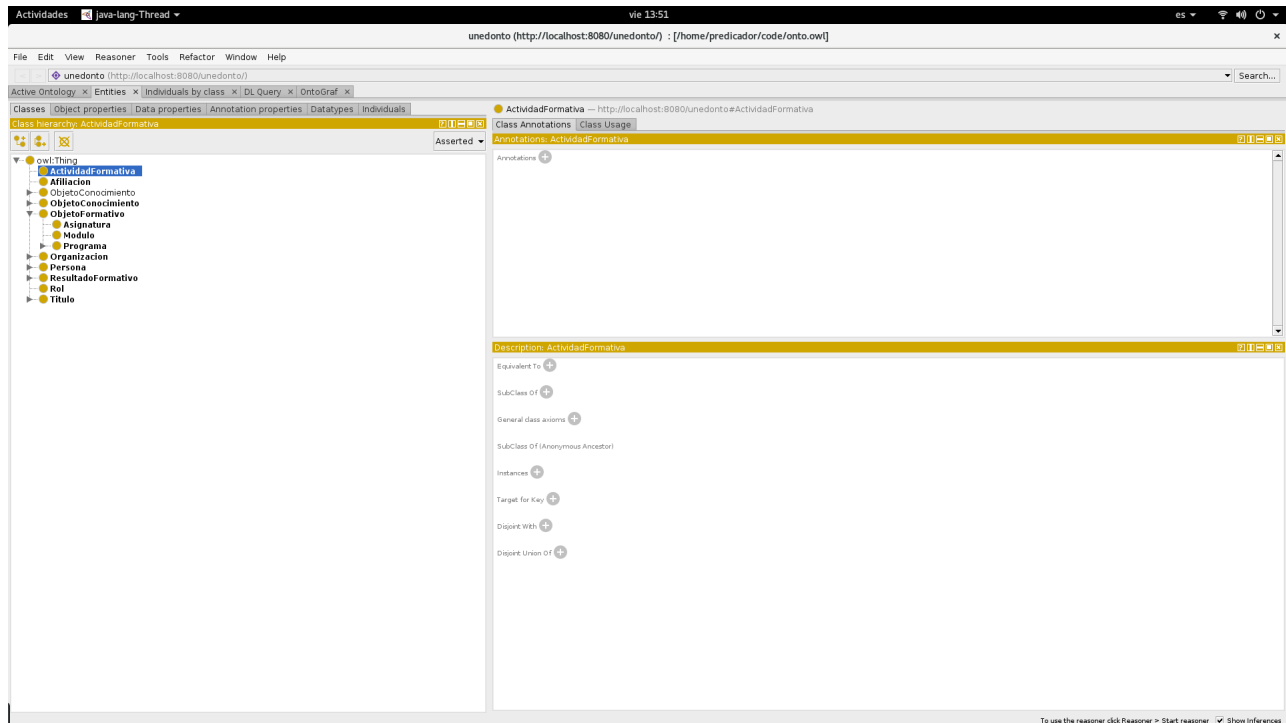 Actividades java-lang-Thread vie 13:51 es
unedonto (http://localhost:8080/unedonto/) : [/home/predicador/code/onto.owl] ×
File Edit View Reasoner Tools Refactor Window Help
unedonto (http://localhost:8080/unedonto/) Search...
Active Ontology × Entities × Individuals by class × DL Query × OntoGraf ×
Classes Object properties Data properties Annotation properties Datatypes Individuals
Class hierarchy: ActividadFormativa
Asserted
owl:Thing
ActividadFormativa
Afiliacion
ObjetoConocimiento
ObjetoConocimiento
ObjetoFormativo
Asignatura
Modulo
Programa
Organizacion
Persona
ResultadoFormativo
Rol
Titulo
ActividadFormativa — http://localhost:8080/unedonto#ActividadFormativa
Class Annotations Class Usage
Annotations: ActividadFormativa
Annotations
Description: ActividadFormativa
Equivalent To
SubClass Of
General class axioms
SubClass Of (Anonymous Ancestor)
Instances
Target for Key
Disjoint With
Disjoint Union Of
To use the reasoner click Reasoner > Start reasoner Show Inferences